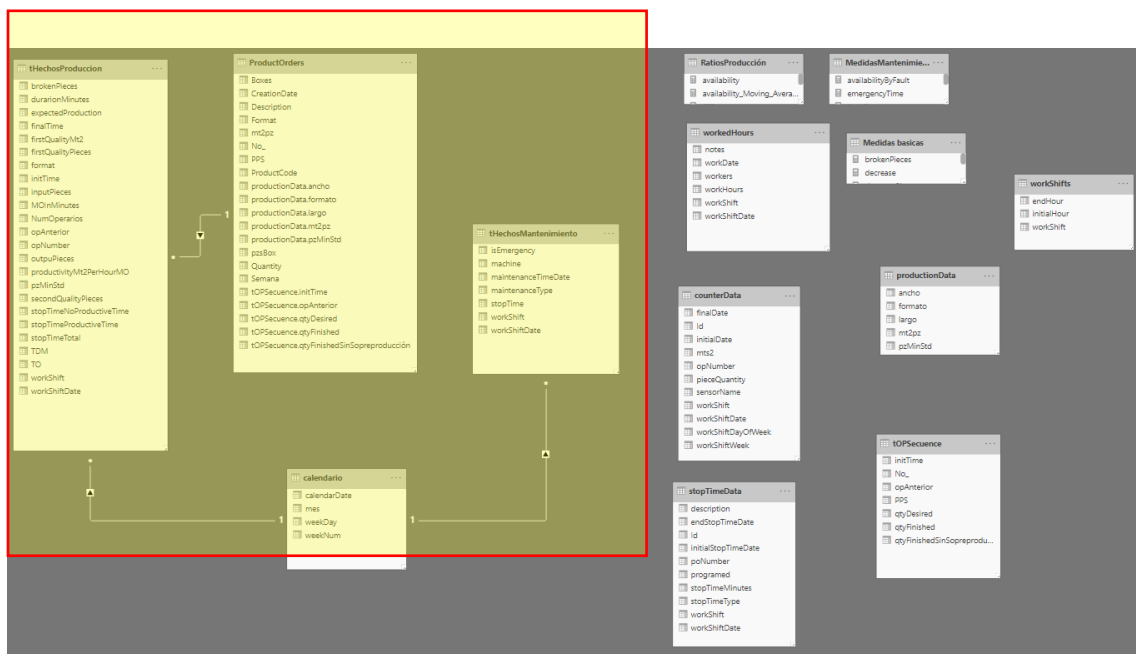 tHechosProduccion
brokenPieces
durarionMinutes
expectedProduction
finalTime
firstQualityMt2
firstQualityPieces
format
initTime
inputPieces
MOInMinutes
NumOperarios
opAnterior
opNumber
outpuPieces
productivityMt2PerHourMO
pzMinStd
secondQualityPieces
stopTimeNoProductiveTime
stopTimeProductiveTime
stopTimeTotal
TDM
TO
workShift
workShiftDate
ProductOrders
Boxes
CreationDate
Description
Format
mt2pz
No_
PPS
ProductCode
productionData.ancho
productionData.formato
productionData.largo
productionData.mt2pz
productionData.pzMinStd
pzsBox
Quantity
Semana
tOPSecuence.initTime
tOPSecuence.opAnterior
tOPSecuence.qtyDesired
tOPSecuence.qtyFinished
tOPSecuence.qtyFinishedSinSopreproducción
1
tHechosMantenimiento
isEmergency
machine
maintenanceTimeDate
maintenanceType
stopTime
workShift
workShiftDate
calendario
calendarDate
mes
weekDay
weekNum
1
1
RatiosProducción
availability
availability_Moving_Avera...
MedidasMantenimie...
availabilityByFault
emergencyTime
workedHours
notes
workDate
workers
workHours
workShift
workShiftDate
Medidas basicas
brokenPieces
decrease
workShifts
endHour
initialHour
workShift
counterData
finalDate
Id
initialDate
mts2
opNumber
pieceQuantity
sensorName
workShift
workShiftDate
workShiftDayOfWeek
workShiftWeek
productionData
ancho
formato
largo
mt2pz
pzMinStd
stopTimeData
description
endStopTimeDate
Id
InitialStopTimeDate
poNumber
programed
stopTimeMinutes
stopTimeType
workShift
workShiftDate
tOPSecuence
initTime
No_
opAnterior
PPS
qtyDesired
qtyFinished
qtyFinishedSinSopreprodu...